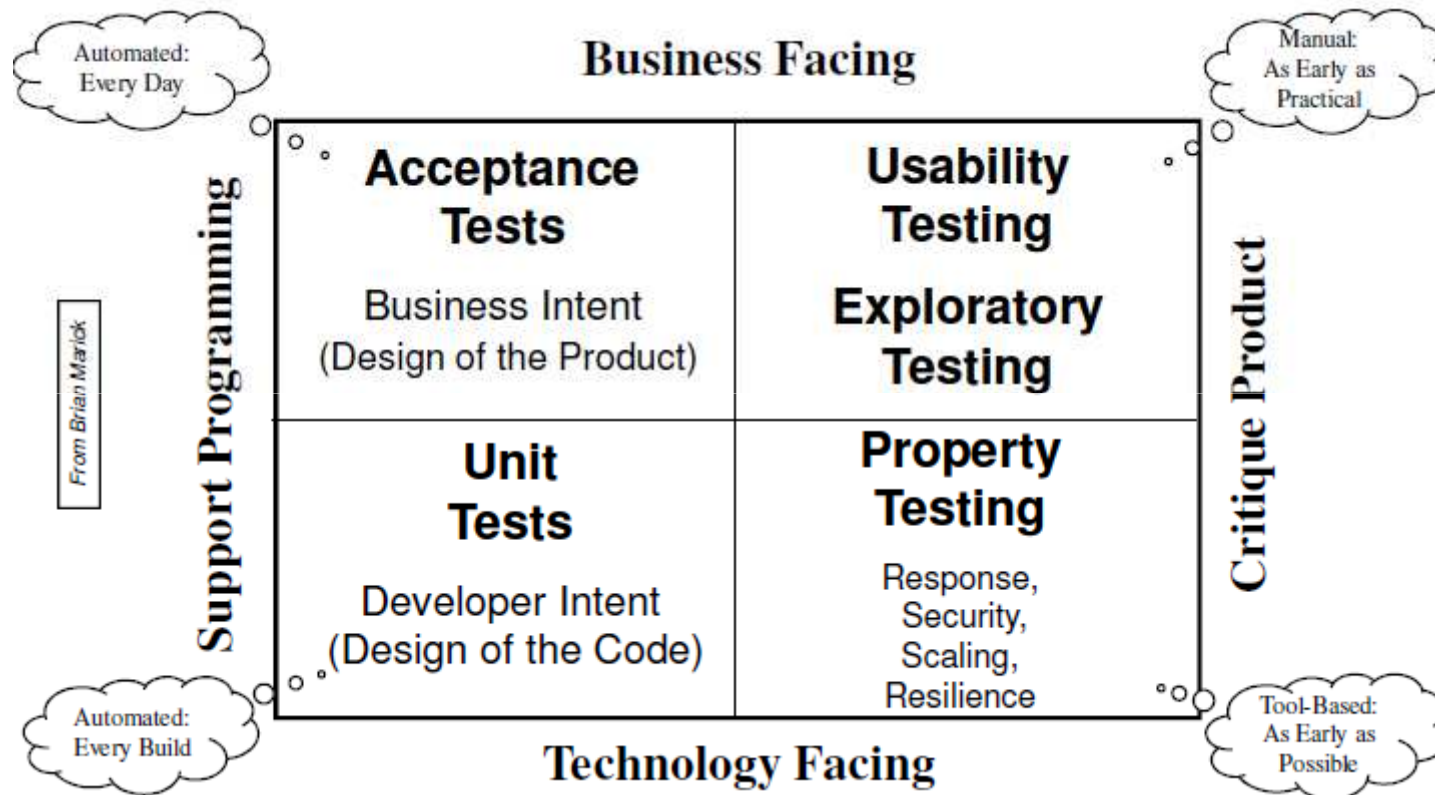 Automated:
Every Day
Business Facing
Manual:
As Early as
Practical
Support Programming
From Brian Marick
Acceptance
Tests
Business Intent
(Design of the Product)
Usability
Testing
Exploratory
Testing
Critique Product
Unit
Tests
Developer Intent
(Design of the Code)
Property
Testing
Response,
Security,
Scaling,
Resilience
Automated:
Every Build
Technology Facing
Tool-Based:
As Early as
Possible